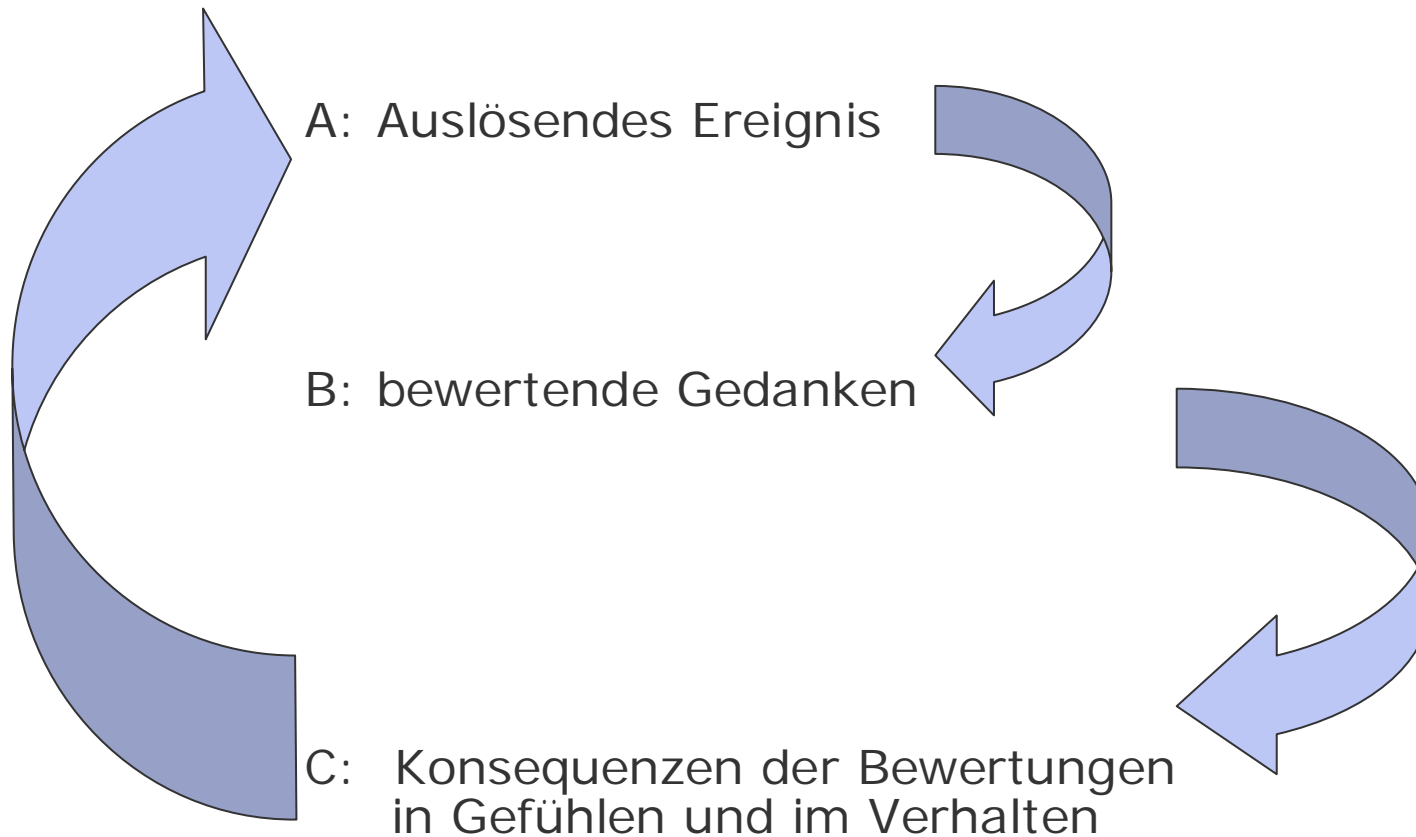 A: Auslösendes Ereignis
B: bewertende Gedanken
C: Konsequenzen der Bewertungen
in Gefühlen und im Verhalten